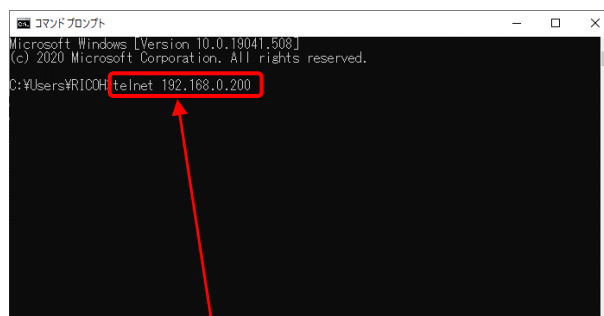 コマンド プロンプト
Microsoft Windows [Version 10.0.19041.508]
(c) 2020 Microsoft Corporation. All rights reserved.
C:¥Users¥RICOH>telnet 192.168.0.200